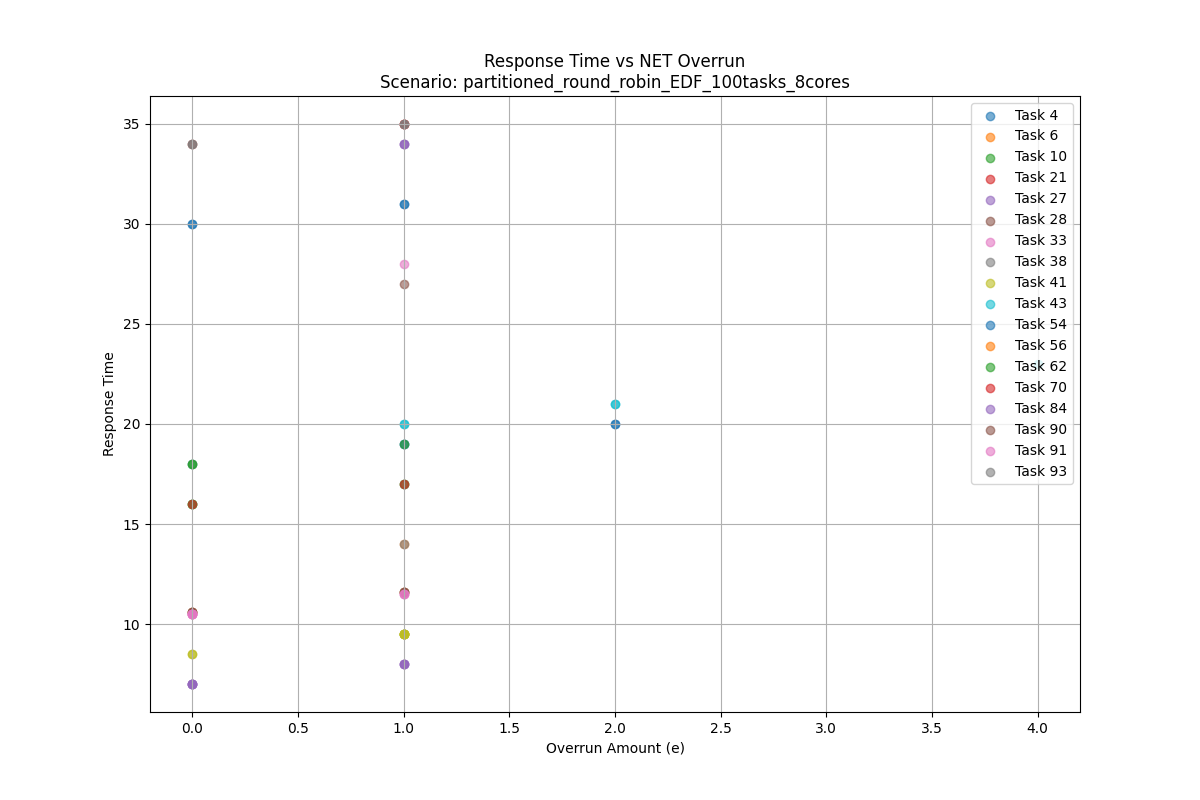 Response Time vs NET Overrun
Scenario: partitioned_round_robin_EDF_100tasks_8cores
Response Time
35
30
25
20
15
10
Task 4
Task 6
Task 10
Task 21
Task 27
Task 28
Task 33
Task 38
Task 41
Task 43
Task 54
Task 56
Task 62
Task 70
Task 84
Task 90
Task 91
Task 93
0.0 0.5 1.0 1.5 2.0 2.5 3.0 3.5 4.0
Overrun Amount (e)